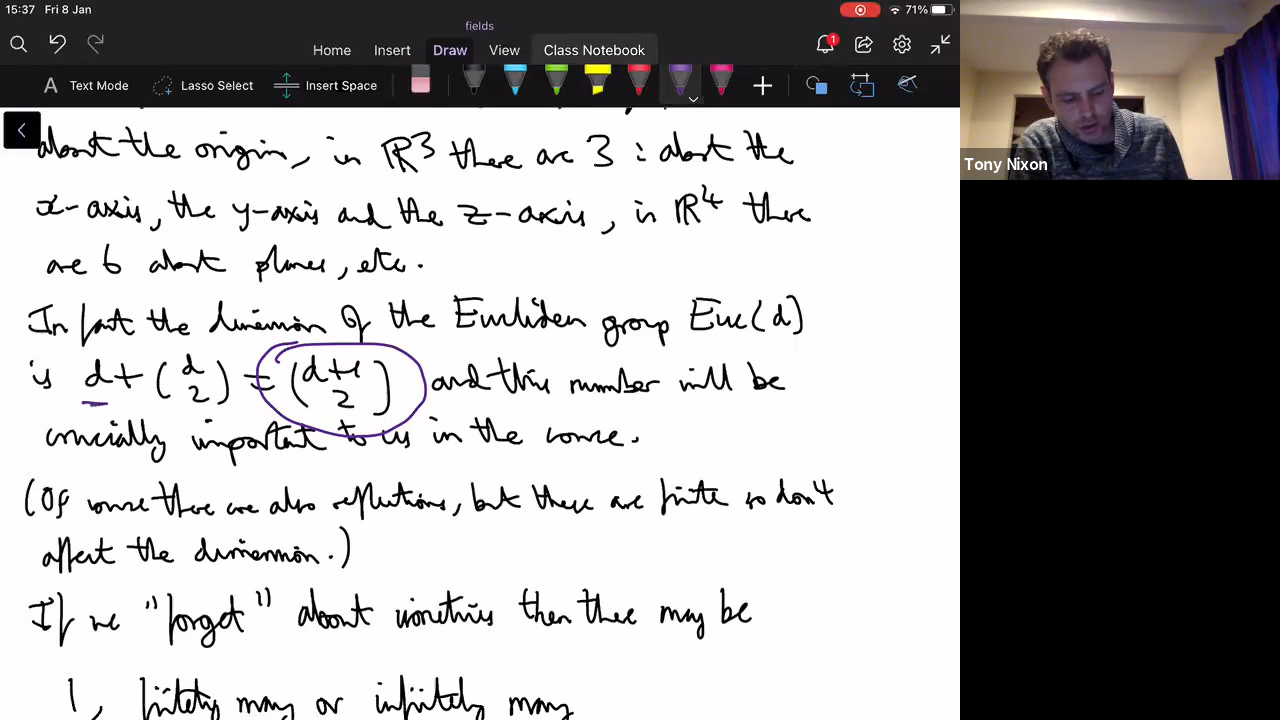 15:37 Fri 8 Jan
71%
fields
Home Insert Draw View Class Notebook
1
Text Mode Lasso Select Insert Space
about the origin, in ℝ³ there are 3 : about the
x-axis, the y-axis and the z-axis, in ℝ⁴ there
are 6 about planes, etc.
In fact the dimension of the Euclidean group Euc(d)
is d + (d 2) = (d+1 2) and this number will be
crucially important to us in the course.
(Of course there are also reflections, but these are finite so don't
affect the dimension.)
If we "forget" about isometries then there may be
1, finitely many or infinitely many
Tony Nixon